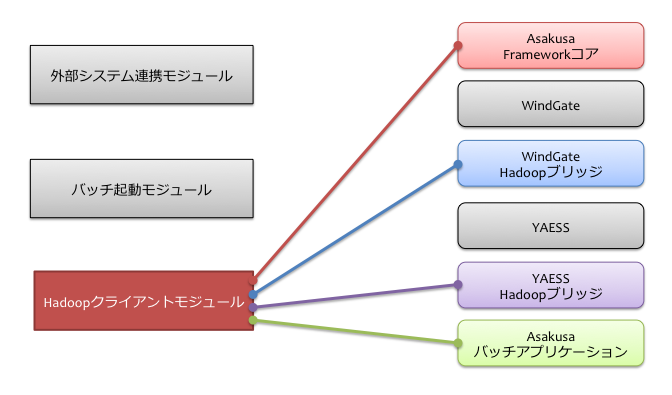 外部システム連携モジュール
バッチ起動モジュール
Hadoopクライアントモジュール
Asakusa
Frameworkコア
WindGate
WindGate
Hadoopブリッジ
YAESS
YAESS
Hadoopブリッジ
Asakusa
バッチアプリケーション